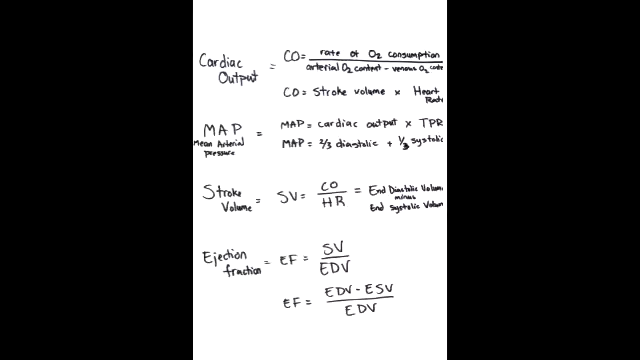 Cardiac Output = CO = rate of O2 consumption / arterial O2 content - venous O2
CO = Stroke volume x Heart
MAP = MAP = cardiac output x TPR
Mean Arterial pressure
MAP = 2/3 diastolic + 1/3 systolic
Stroke Volume = SV = CO / HR = End Diastolic Volume
minus
End Systolic Volume
Ejection fraction = EF = SV / EDV
EF = EDV - ESV / EDV